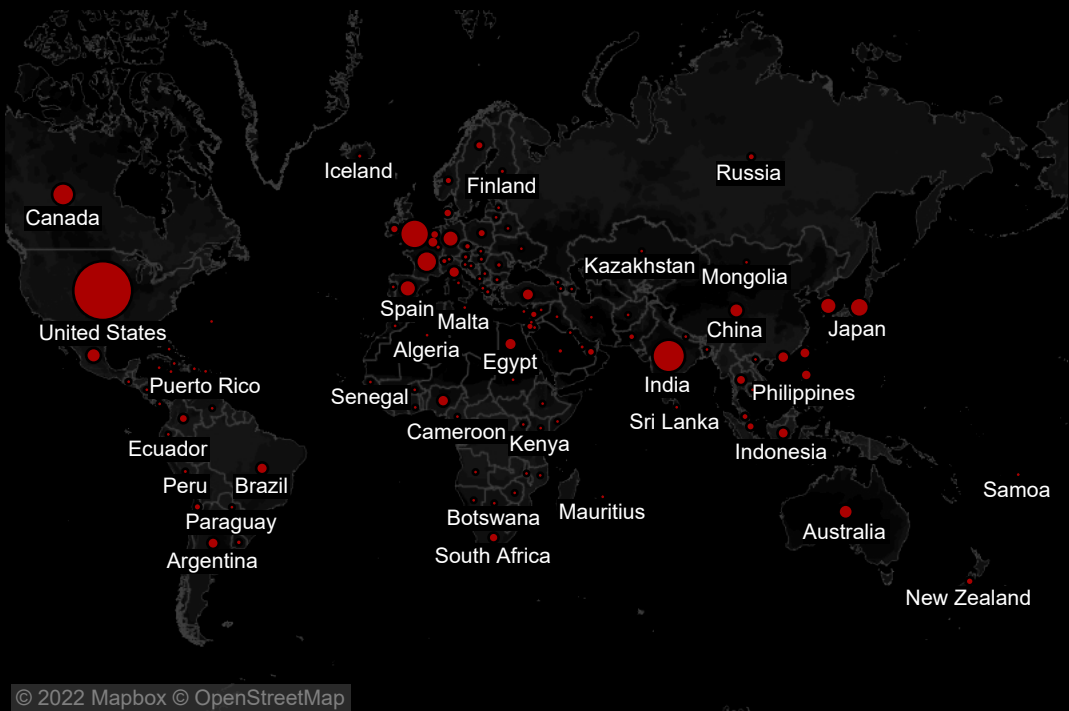 Iceland
Finland
Russia
Canada
Kazakhstan
Mongolia
Spain
Malta
United States
China
Japan
Algeria
Egypt
Puerto Rico
India
Philippines
Senegal
Sri Lanka
Cameroon
Kenya
Ecuador
Indonesia
Peru
Brazil
Samoa
Paraguay
Botswana
Mauritius
Australia
Argentina
South Africa
New Zealand
© 2022 Mapbox © OpenStreetMap